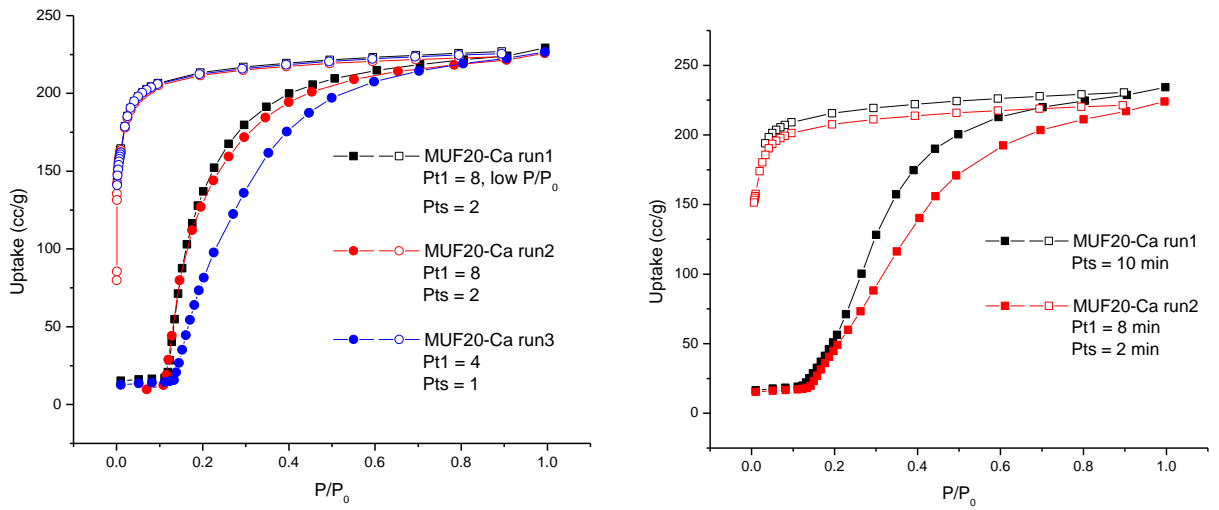 250
200
150
100
50
0
Uptake (cc/g)
0.0 0.2 0.4 0.6 0.8 1.0
P/P₀
MUF20-Ca run1
Pt1 = 8, low P/P₀
Pts = 2
MUF20-Ca run2
Pt1 = 8
Pts = 2
MUF20-Ca run3
Pt1 = 4
Pts = 1
250
200
150
100
50
0
Uptake (cc/g)
0.0 0.2 0.4 0.6 0.8 1.0
P/P₀
MUF20-Ca run1
Pts = 10 min
MUF20-Ca run2
Pt1 = 8 min
Pts = 2 min